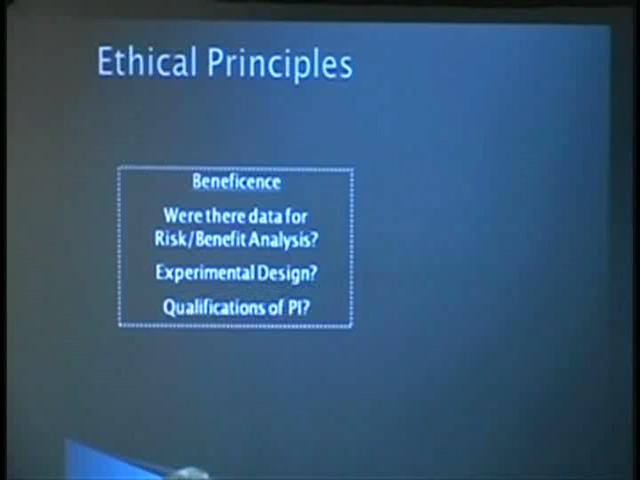 Ethical Principles
Beneficence
Were there data for
Risk/Benefit Analysis?
Experimental Design?
Qualifications of PI?